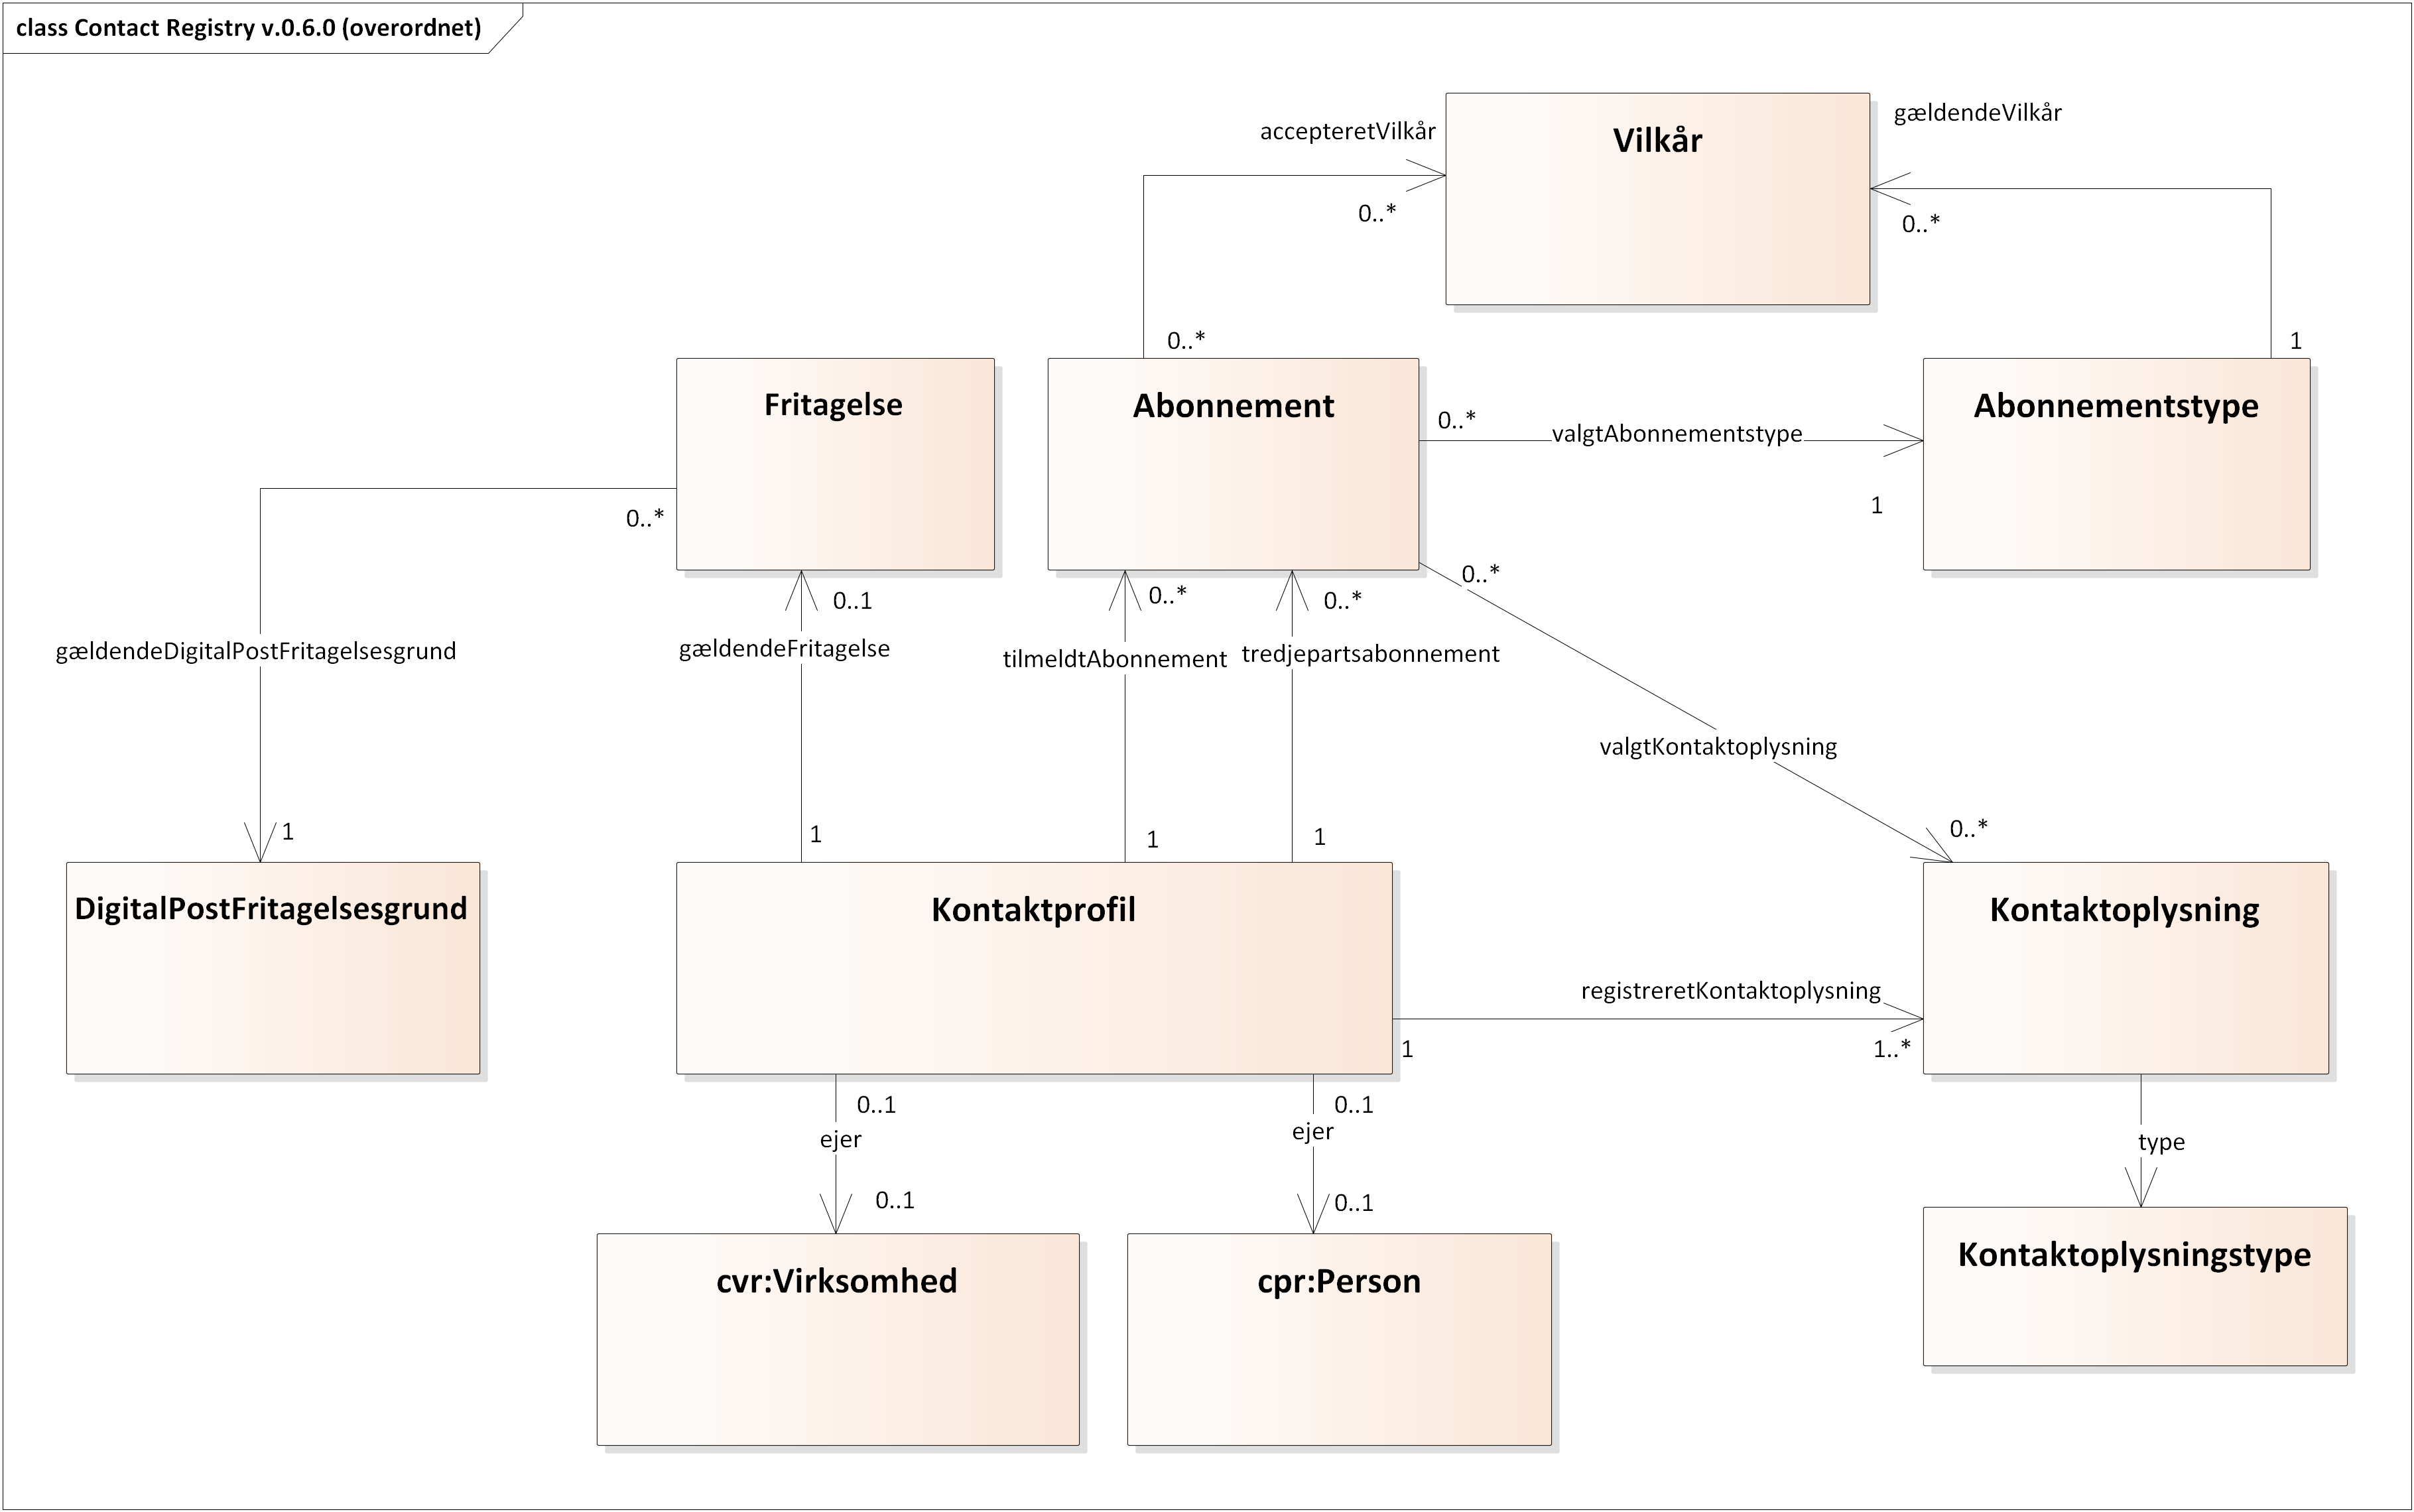 class Contact Registry v.0.6.0 (overordnet)
accepteretVilkår
0..*
Vilkår
gældendeVilkår
0..*
0..*
1
Fritagelse
0..*
Abonnement
0..*
valgtAbonnementstype
1
Abonnementstype
0..1
gældendeFritagelse
1
0..*
tilmeldtAbonnement
1
0..*
tredjepartsabonnement
1
0..*
valgtKontaktoplysning
0..*
gældendeDigitalPostFritagelsesgrund
1
DigitalPostFritagelsesgrund
Kontaktprofil
Kontaktoplysning
registreretKontaktoplysning
1
1..*
0..1
ejer
0..1
0..1
ejer
0..1
type
cvr:Virksomhed
cpr:Person
Kontaktoplysningstype